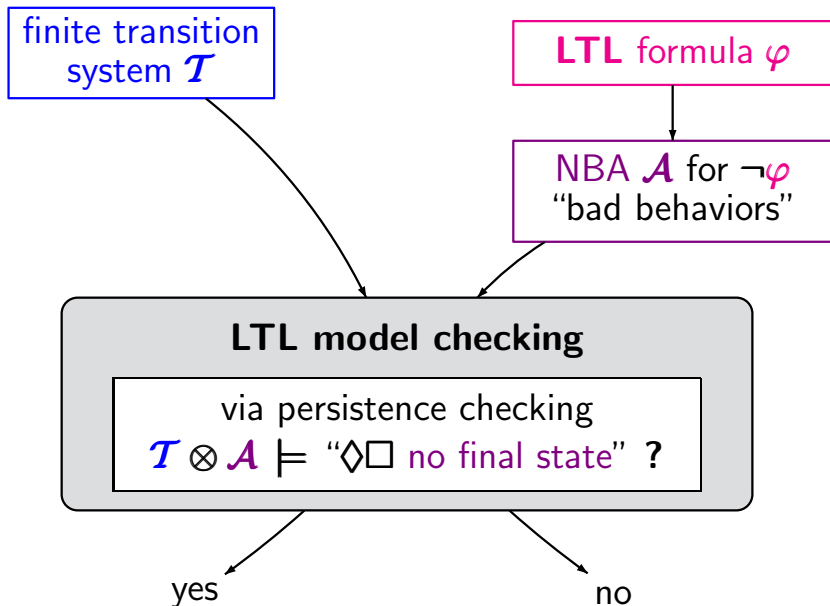 finite transition
system 𝓣
LTL formula φ
NBA 𝓐 for ¬φ
“bad behaviors”
LTL model checking
via persistence checking
𝓣 ⊗ 𝓐 ⊨ “◊□ no final state” ?
yes
no